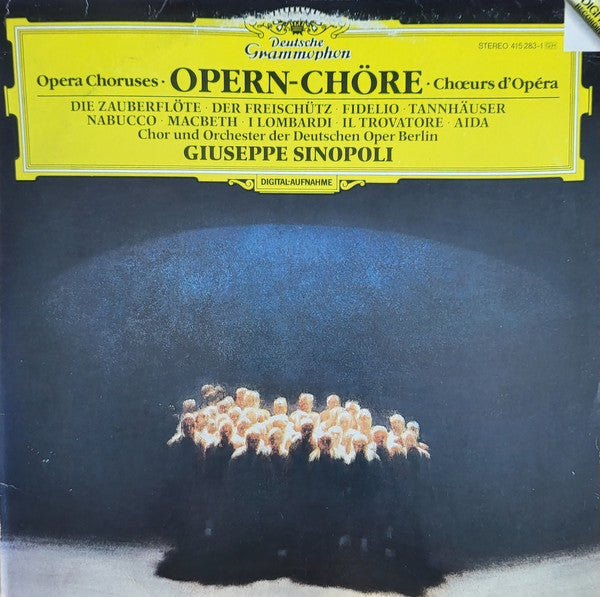 Deutsche
Grammophon
STEREO 415 283-1 GH
Opera Choruses · OPERN-CHÖRE · Chœurs d'Opéra
DIE ZAUBERFLÖTE · DER FREISCHÜTZ · FIDELIO · TANNHÄUSER
NABUCCO · MACBETH · I LOMBARDI · IL TROVATORE · AIDA
Chor und Orchester der Deutschen Oper Berlin
GIUSEPPE SINOPOLI
DIGITAL-AUFNAHME